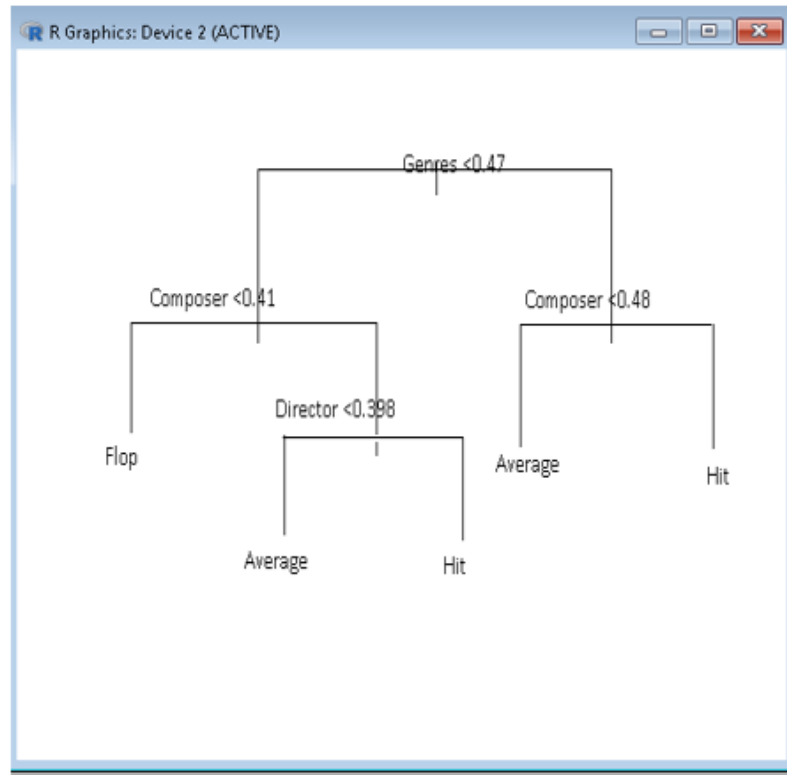 R Graphics: Device 2 (ACTIVE)
Genres <0.47
Composer <0.41
Composer <0.48
Director <0.398
Flop
Average
Hit
Average
Hit